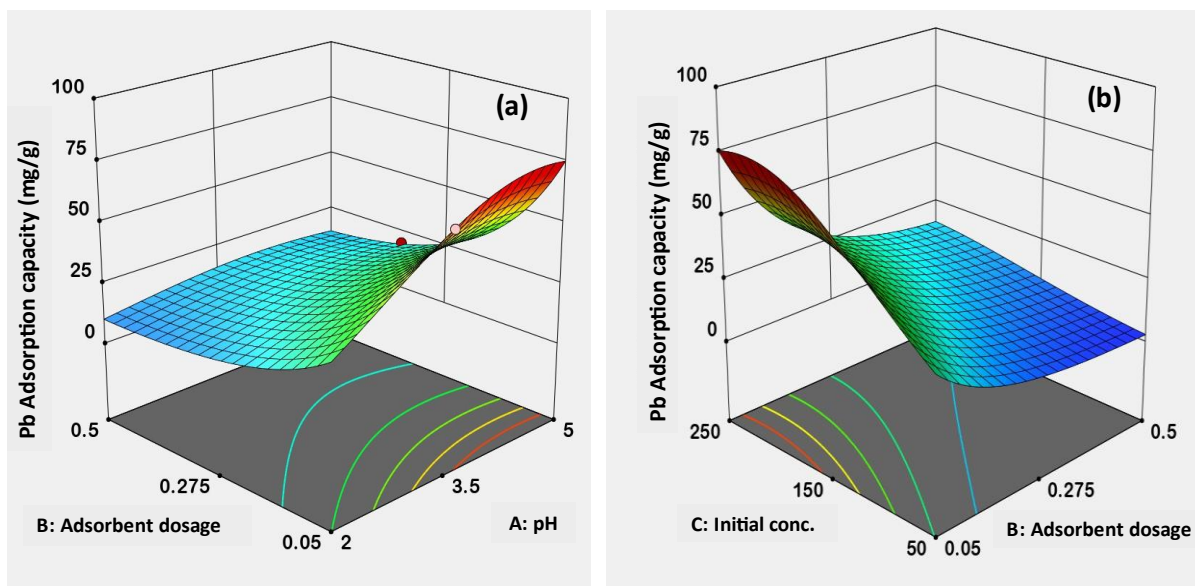 (a)
Pb Adsorption capacity (mg/g)
100
75
50
25
0
0.5
0.275
0.05
2
3.5
5
B: Adsorbent dosage
A: pH
(b)
Pb Adsorption capacity (mg/g)
100
75
50
25
0
250
150
50
0.05
0.275
0.5
C: Initial conc.
B: Adsorbent dosage